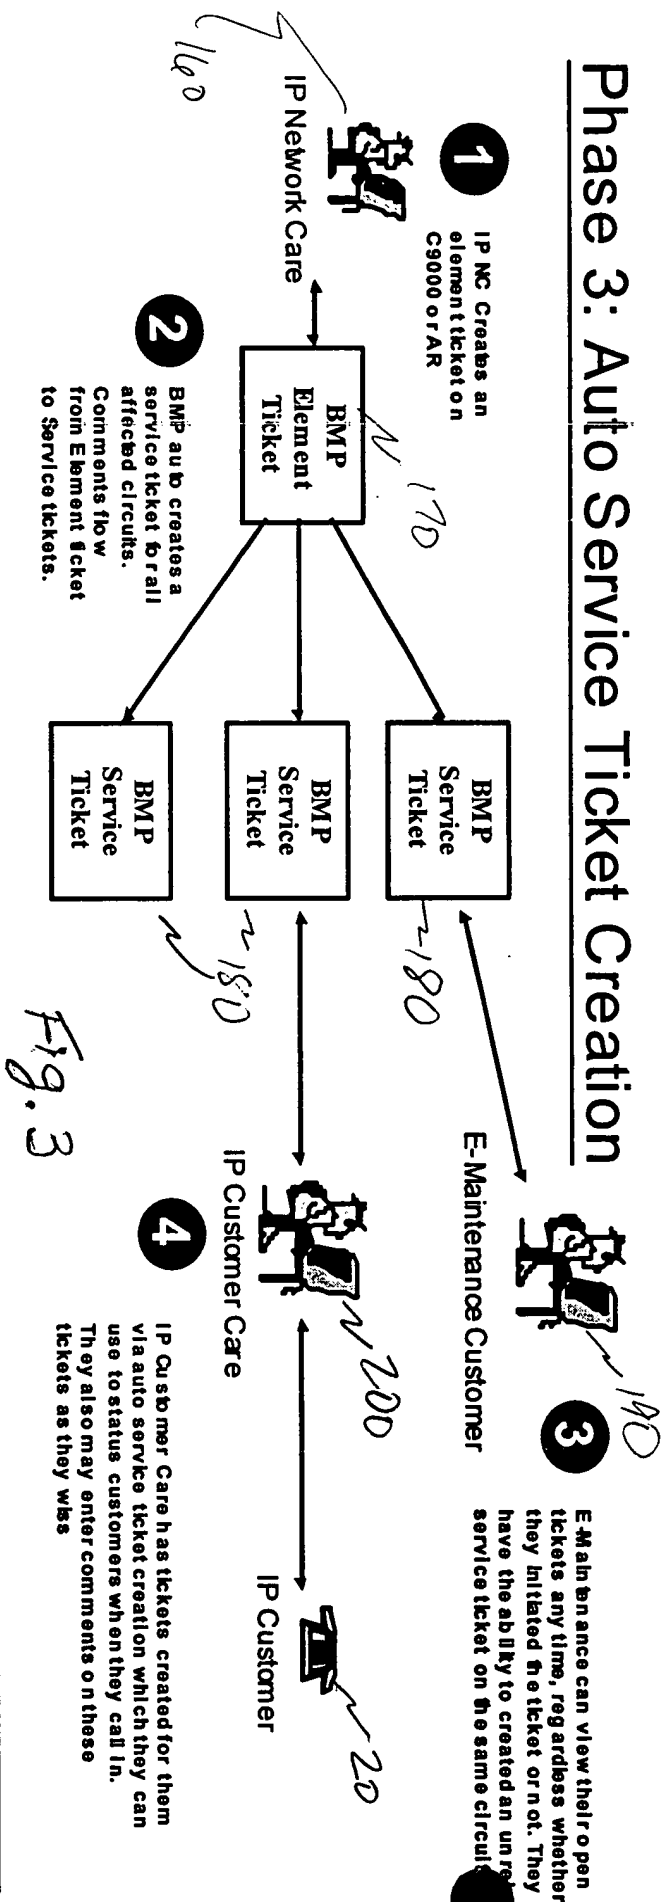 Phase 3: Auto Service Ticket Creation
1
IP NC Creates an
element ticket on
C9000 or AR
160
IP Network Care
2
BMP auto creates a
service ticket for all
affected circuits.
Comments flow
from Element ticket
to Service tickets.
BMP
Element
Ticket
170
BMP
Service
Ticket
180
BMP
Service
Ticket
180
BMP
Service
Ticket
E-Maintenance Customer
190
3
E-Maintenance can view their open
tickets any time, regardless whether
they initiated the ticket or not. They
have the ability to created an
service ticket on the same
IP Customer Care
200
IP Customer
20
4
IP Customer Care has tickets created for them
via auto service ticket creation which they can
use to status customers when they call in.
They also may enter comments on these
tickets as they wiss
Fig. 3